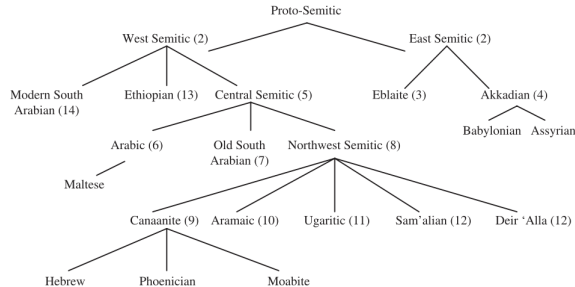 Proto-Semitic
West Semitic (2) East Semitic (2)
Modern South Ethiopian (13) Central Semitic (5) Eblaite (3) Akkadian (4)
Arabian (14)
Babylonian Assyrian
Arabic (6) Old South Northwest Semitic (8)
Arabian (7)
Maltese
Canaanite (9) Aramaic (10) Ugaritic (11) Sam’alian (12) Deir ‘Alla (12)
Hebrew Phoenician Moabite